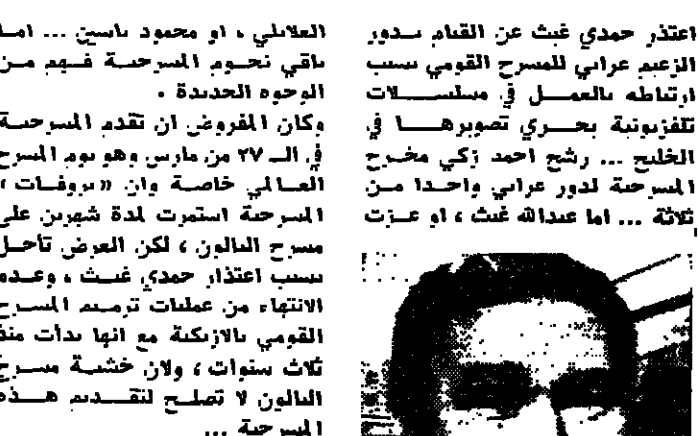 اعتذر حمدي غيث عن القيام بدور
الزعيم عرابي للمسرح القومي بسبب
ارتباطه بالعمل في مسلسلات
تلفزيونية يجري تصويرها في
الخليج ... رشح احمد زكي مخرج
المسرحية لدور عرابي واحدا من
ثلاثة ... اما عبدالله غيث ، او عزت
العلايلي ، او محمود ياسين ... اما
باقي نجوم المسرحية فهم من
الوجوه الجديدة .
وكان المفروض ان تقدم المسرحية
في الـ ٢٧ من مارس وهو يوم المسرح
العالمي خاصة وان «بروفات»
المسرحية استمرت لمدة شهرين على
مسرح البالون ، لكن العرض تأجل
بسبب اعتذار حمدي غيث ، وعدم
الانتهاء من عمليات ترميم المسرح
القومي بالازبكية مع انها بدأت منذ
ثلاث سنوات ، ولان خشبة مسرح
البالون لا تصلح لتقديم هذه
المسرحية ...